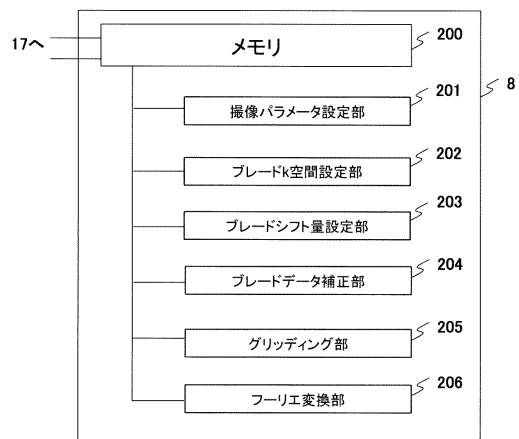 17へ
メモリ
200
8
201
撮像パラメータ設定部
202
ブレードk空間設定部
203
ブレードシフト量設定部
204
ブレードデータ補正部
205
グリッディング部
206
フーリエ変換部